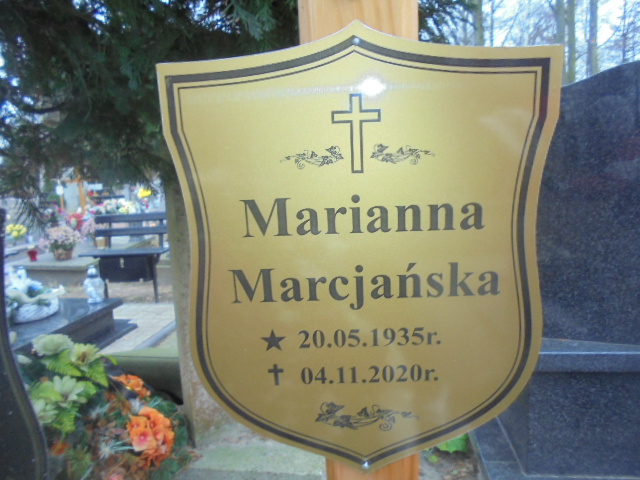 Marianna
Marcjańska
★ 20.05.1935r.
✝ 04.11.2020r.